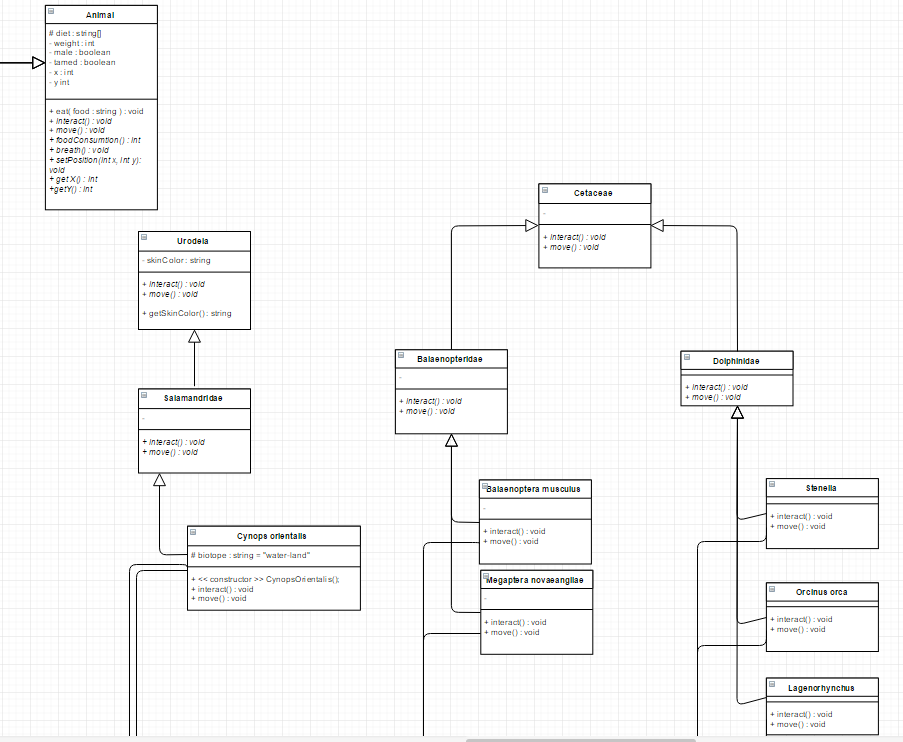 Animal
# diet : string[]
- weight : int
- male : boolean
- tamed : boolean
- x : int
- y int
+ eat( food : string ) : void
+ interact() : void
+ move() : void
+ foodConsumtion() : int
+ breath() : void
+ setPosition(int x, int y):
void
+ getX() : int
+getY() : int
Urodela
- skinColor : string
+ interact() : void
+ move() : void
+ getSkinColor() : string
Salamandridae
-
+ interact() : void
+ move() : void
Cynops orientalis
# biotope : string = "water-land"
+ << constructor >> CynopsOrientalis();
+ interact() : void
+ move() : void
Cetaceae
-
+ interact() : void
+ move() : void
Balaenopteridae
-
+ interact() : void
+ move() : void
Balaenoptera musculus
-
+ interact() : void
+ move() : void
Megaptera novaeangliae
-
+ interact() : void
+ move() : void
Dolphinidae
+ interact() : void
+ move() : void
Stenella
+ interact() : void
+ move() : void
Orcinus orca
+ interact() : void
+ move() : void
Lagenorhynchus
+ interact() : void
+ move() : void